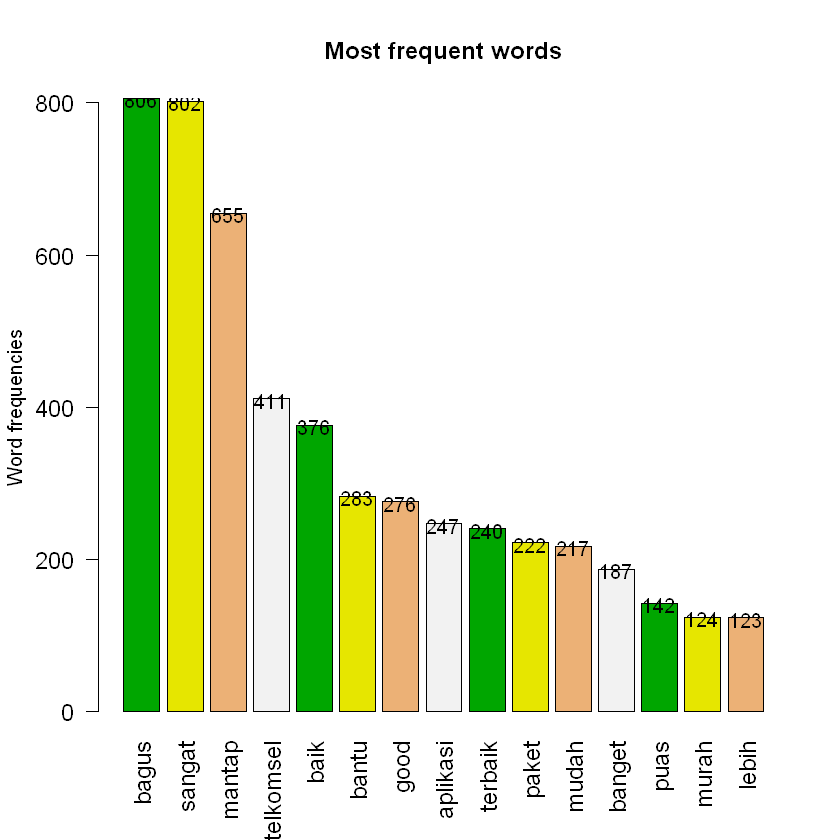 Most frequent words
Word frequencies
800
600
400
200
0
806
802
655
411
376
283
276
247
240
222
217
187
142
124
123
bagus
sangat
mantap
telkomsel
baik
bantu
good
aplikasi
terbaik
paket
mudah
banget
puas
murah
lebih